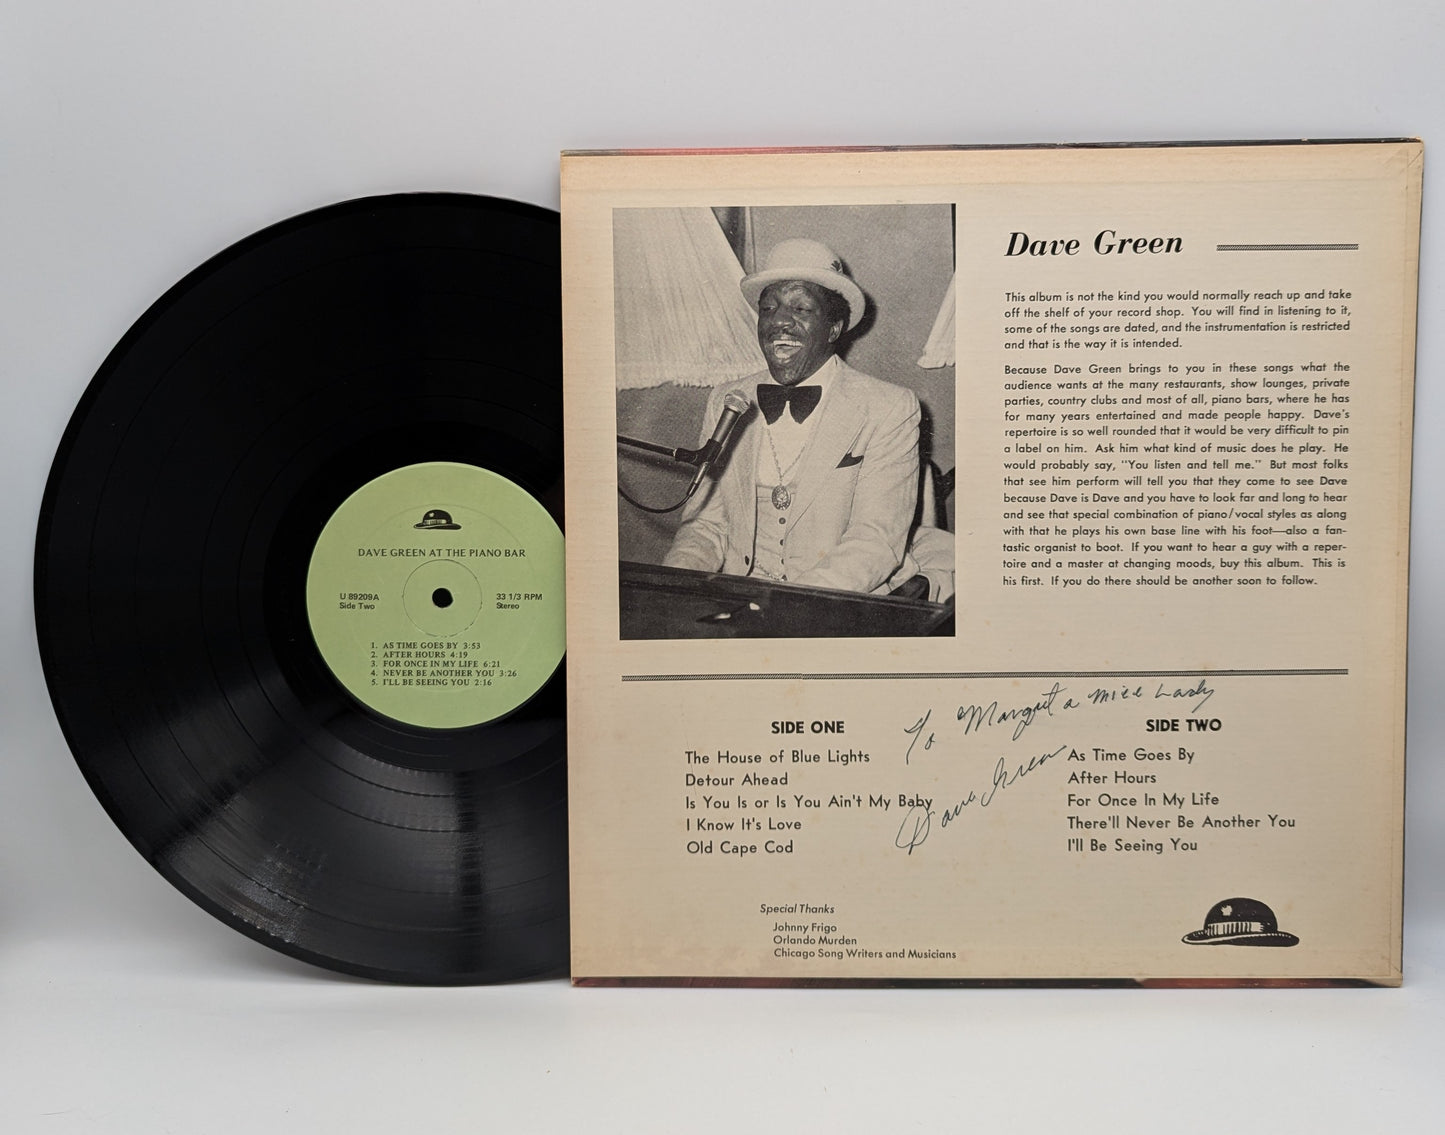 DAVE GREEN AT THE PIANO BAR
U 89209A
Side Two
33 1/3 RPM
Stereo
1. AS TIME GOES BY 3:53
2. AFTER HOURS 4:19
3. FOR ONCE IN MY LIFE 6:21
4. NEVER BE ANOTHER YOU 3:26
5. I'LL BE SEEING YOU 2:16
Dave Green
This album is not the kind you would normally reach up and take
off the shelf of your record shop. You will find in listening to it,
some of the songs are dated, and the instrumentation is restricted
and that is the way it is intended.
Because Dave Green brings to you in these songs what the
audience wants at the many restaurants, show lounges, private
parties, country clubs and most of all, piano bars, where he has
for many years entertained and made people happy. Dave's
repertoire is so well rounded that it would be very difficult to pin
a label on him. Ask him what kind of music does he play. He
would probably say, "You listen and tell me." But most folks
that see him perform will tell you that they come to see Dave
because Dave is Dave and you have to look far and long to hear
and see that special combination of piano/vocal styles as along
with that he plays his own base line with his foot—also a fan-
tastic organist to boot. If you want to hear a guy with a reper-
toire and a master at changing moods, buy this album. This is
his first. If you do there should be another soon to follow.
To Margret a Nice Lady
Dave Green
SIDE ONE
The House of Blue Lights
Detour Ahead
Is You Is or Is You Ain't My Baby
I Know It's Love
Old Cape Cod
SIDE TWO
As Time Goes By
After Hours
For Once In My Life
There'll Never Be Another You
I'll Be Seeing You
Special Thanks
Johnny Frigo
Orlando Murden
Chicago Song Writers and Musicians